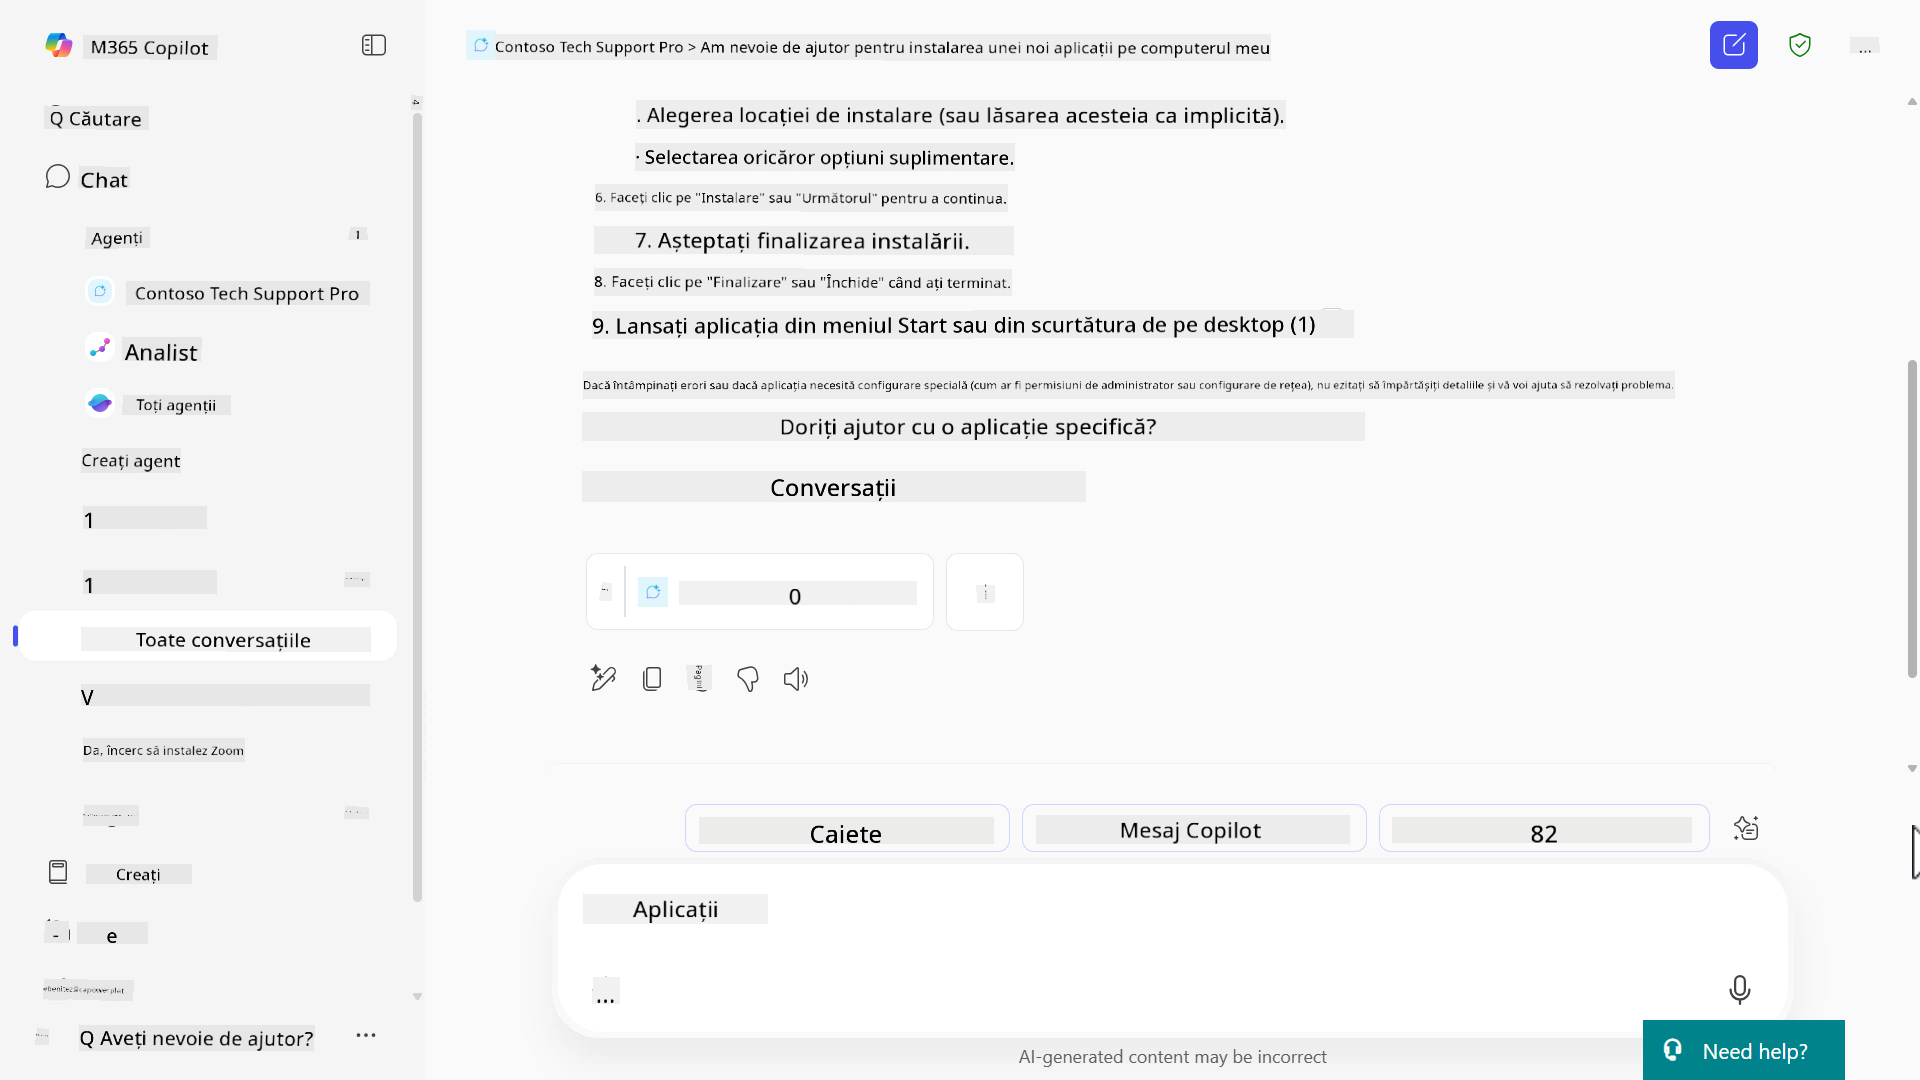 M365 Copilot
Q Căutare
Chat
Agenți
1
Contoso Tech Support Pro
Analist
Toți agenții
Creați agent
1
1
Toate conversațiile
V
Da, încerc să instalez Zoom
Creați
e
Q Aveți nevoie de ajutor?
Contoso Tech Support Pro > Am nevoie de ajutor pentru instalarea unei noi aplicații pe computerul meu
...
. Alegerea locației de instalare (sau lăsarea acesteia ca implicită).
· Selectarea oricăror opțiuni suplimentare.
6. Faceți clic pe "Instalare" sau "Următorul" pentru a continua.
7. Așteptați finalizarea instalării.
8. Faceți clic pe "Finalizare" sau "Închide" când ați terminat.
9. Lansați aplicația din meniul Start sau din scurtătura de pe desktop (1)
Dacă întâmpinați erori sau dacă aplicația necesită configurare specială (cum ar fi permisiuni de administrator sau configurare de rețea), nu ezitați să împărtășiți detaliile și vă voi ajuta să rezolvați problema.
Doriți ajutor cu o aplicație specifică?
Conversații
0
Pagini
Caiete
Mesaj Copilot
82
Aplicații
...
AI-generated content may be incorrect
Need help?